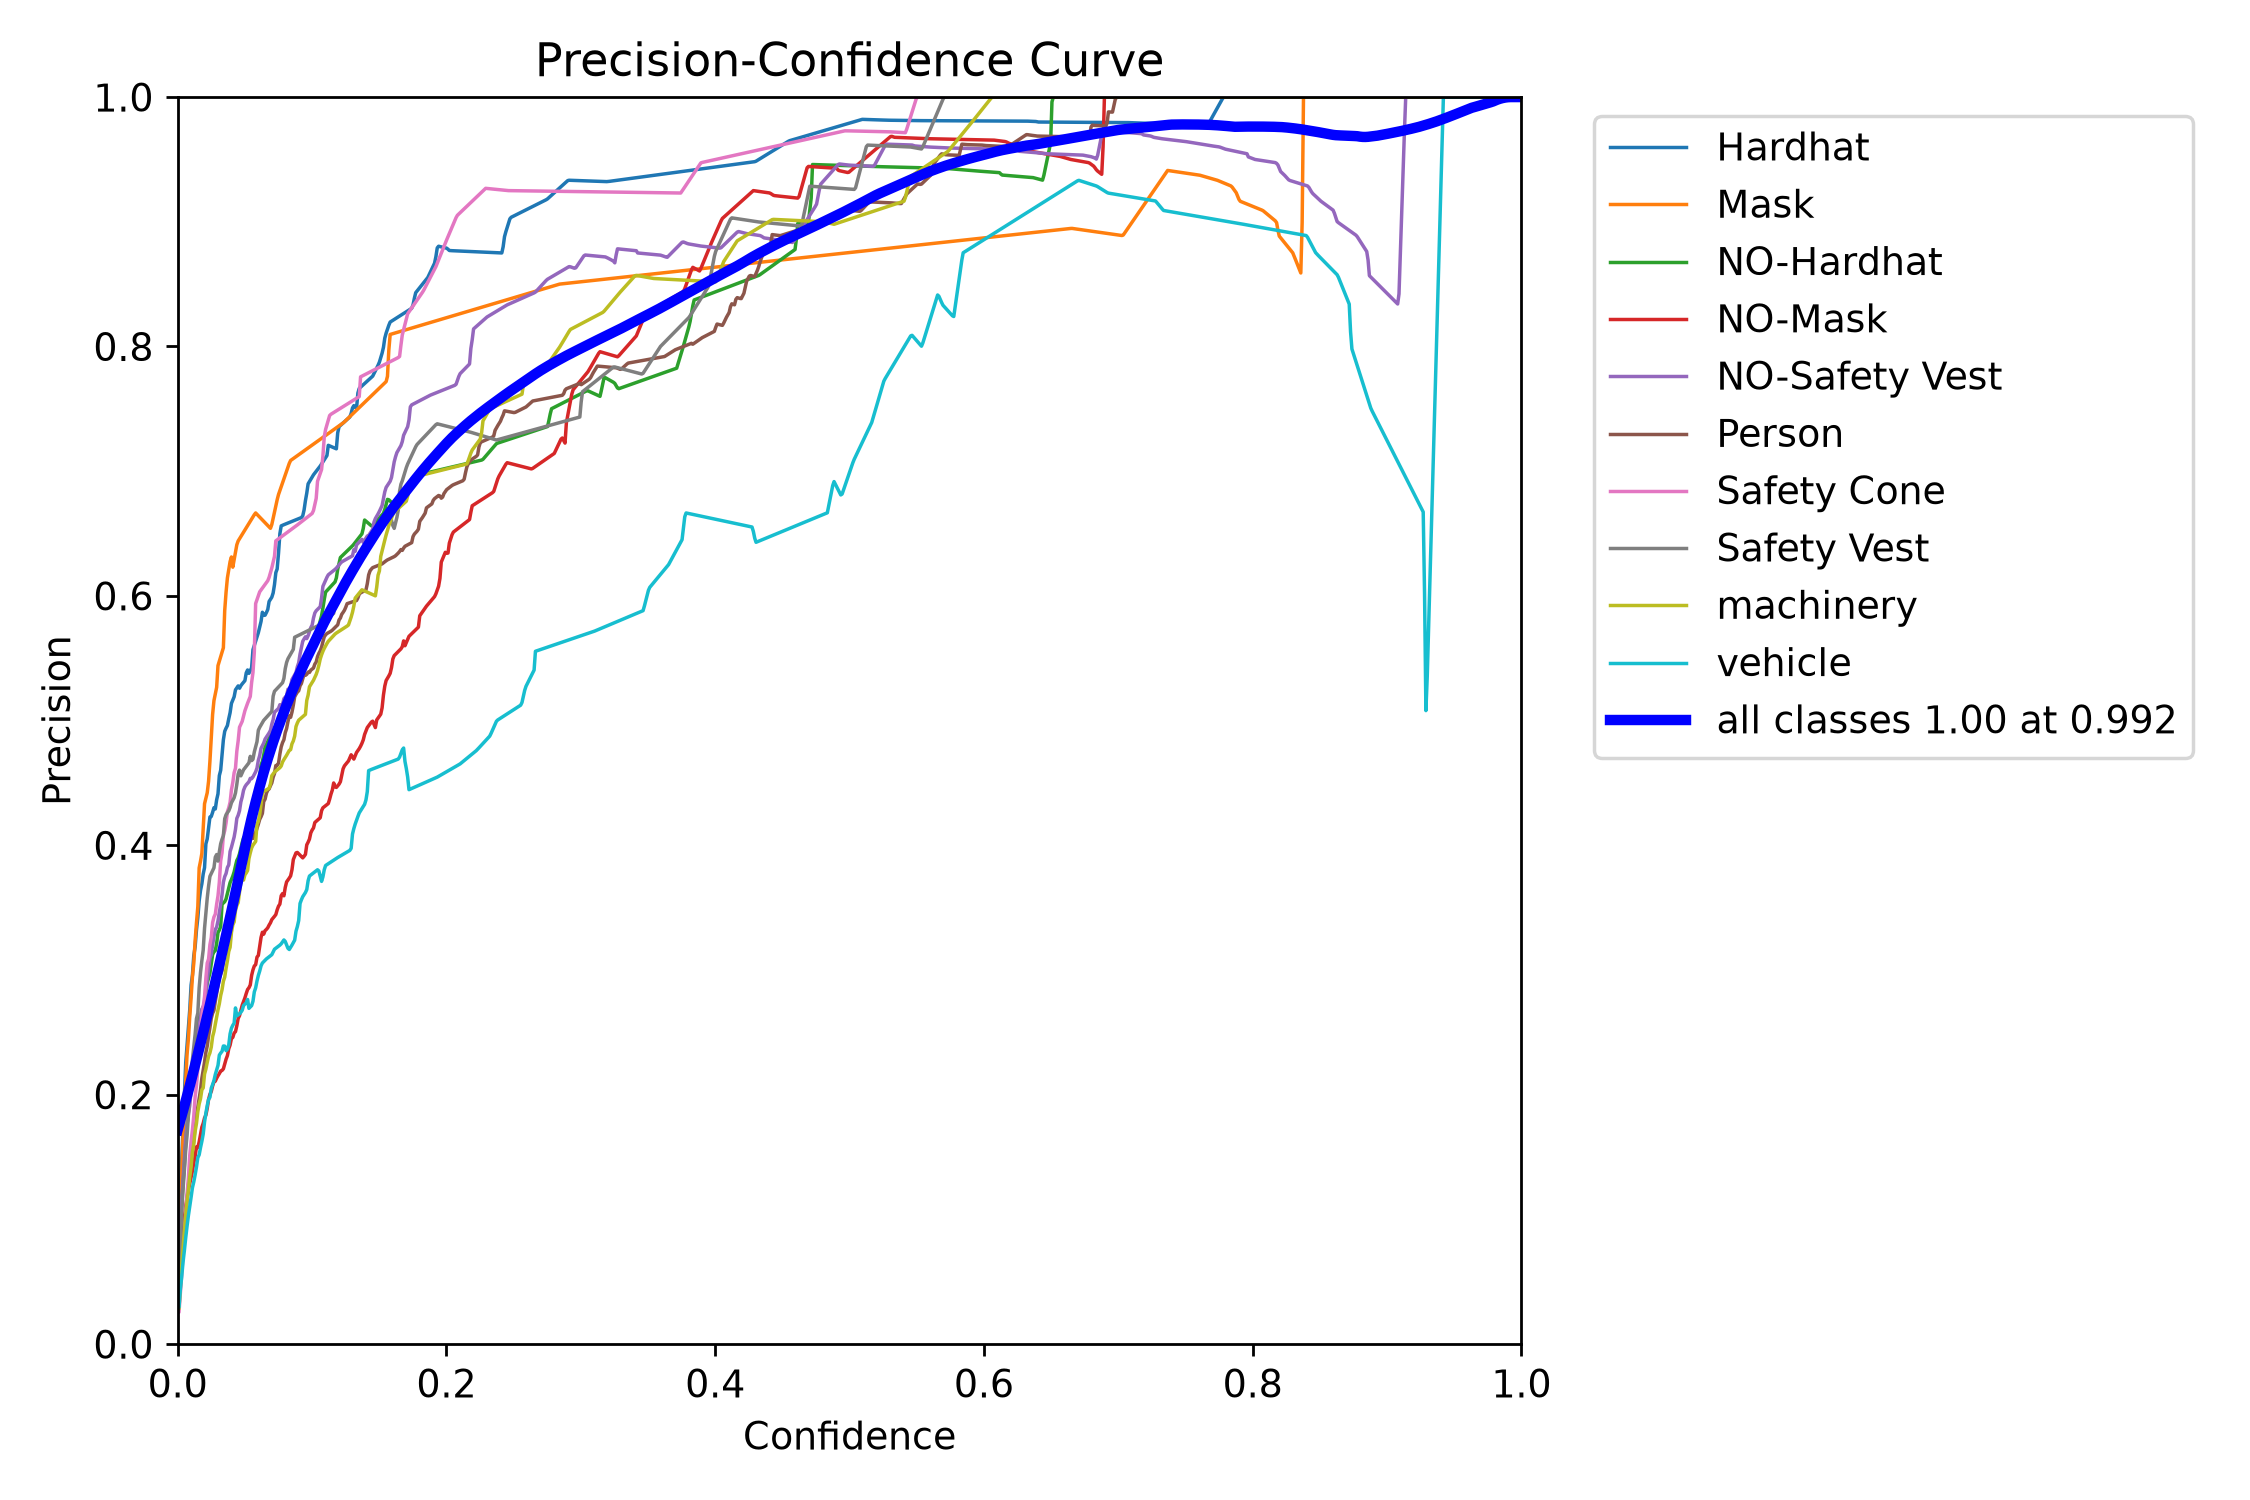 Precision-Confidence Curve
1.0
0.8
0.6
0.4
0.2
0.0
Precision
0.0 0.2 0.4 0.6 0.8 1.0
Confidence
Hardhat
Mask
NO-Hardhat
NO-Mask
NO-Safety Vest
Person
Safety Cone
Safety Vest
machinery
vehicle
all classes 1.00 at 0.992